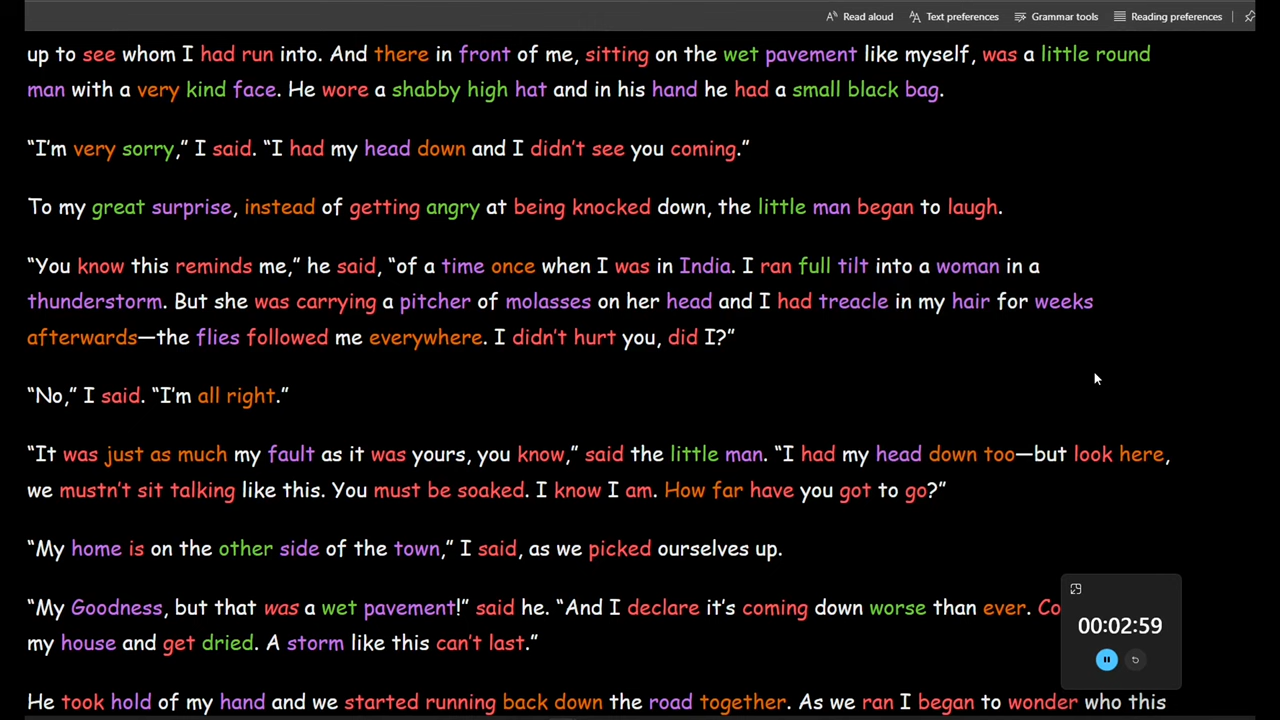 Read aloud Text preferences Grammar tools Reading preferences
up to see whom I had run into. And there in front of me, sitting on the wet pavement like myself, was a little round
man with a very kind face. He wore a shabby high hat and in his hand he had a small black bag.
“I’m very sorry,” I said. “I had my head down and I didn’t see you coming.”
To my great surprise, instead of getting angry at being knocked down, the little man began to laugh.
“You know this reminds me,” he said, “of a time once when I was in India. I ran full tilt into a woman in a
thunderstorm. But she was carrying a pitcher of molasses on her head and I had treacle in my hair for weeks
afterwards—the flies followed me everywhere. I didn’t hurt you, did I?”
“No,” I said. “I’m all right.”
“It was just as much my fault as it was yours, you know,” said the little man. “I had my head down too—but look here,
we mustn’t sit talking like this. You must be soaked. I know I am. How far have you got to go?”
“My home is on the other side of the town,” I said, as we picked ourselves up.
“My Goodness, but that was a wet pavement!” said he. “And I declare it’s coming down worse than ever. Co
my house and get dried. A storm like this can’t last.”
00:02:59
He took hold of my hand and we started running back down the road together. As we ran I began to wonder who this